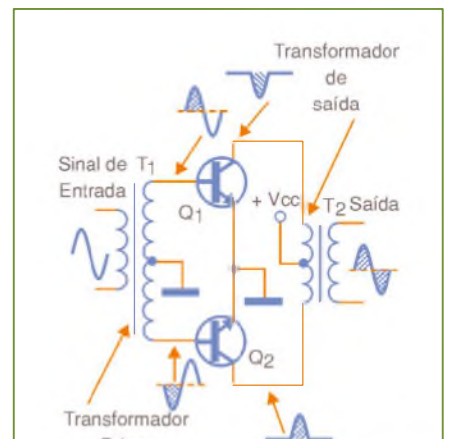 Transformador
de
saída
Sinal de T1
Entrada
Q1
+ Vcc
T2 Saída
Q2
Transformador